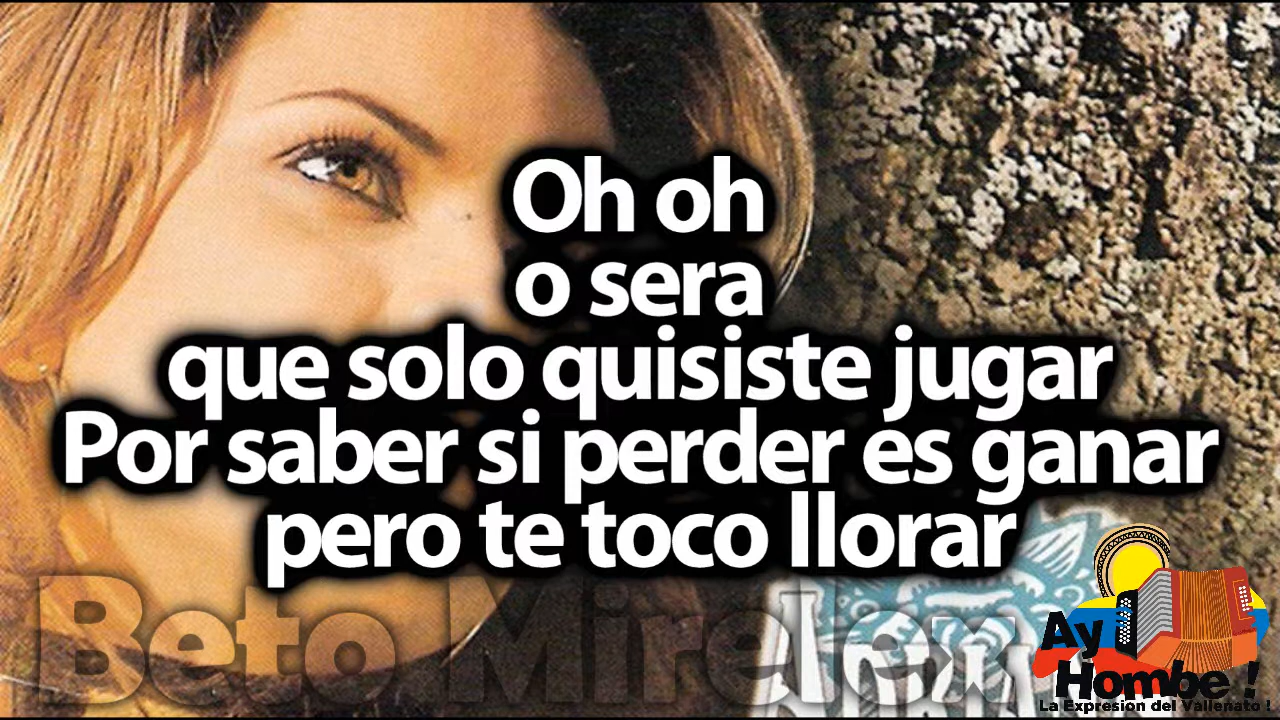 Oh oh
o sera
que solo quisiste jugar
Por saber si perder es ganar
pero te toco llorar
Beto Mirelex
Ay
Hombe !
La Expresion del Vallenato !